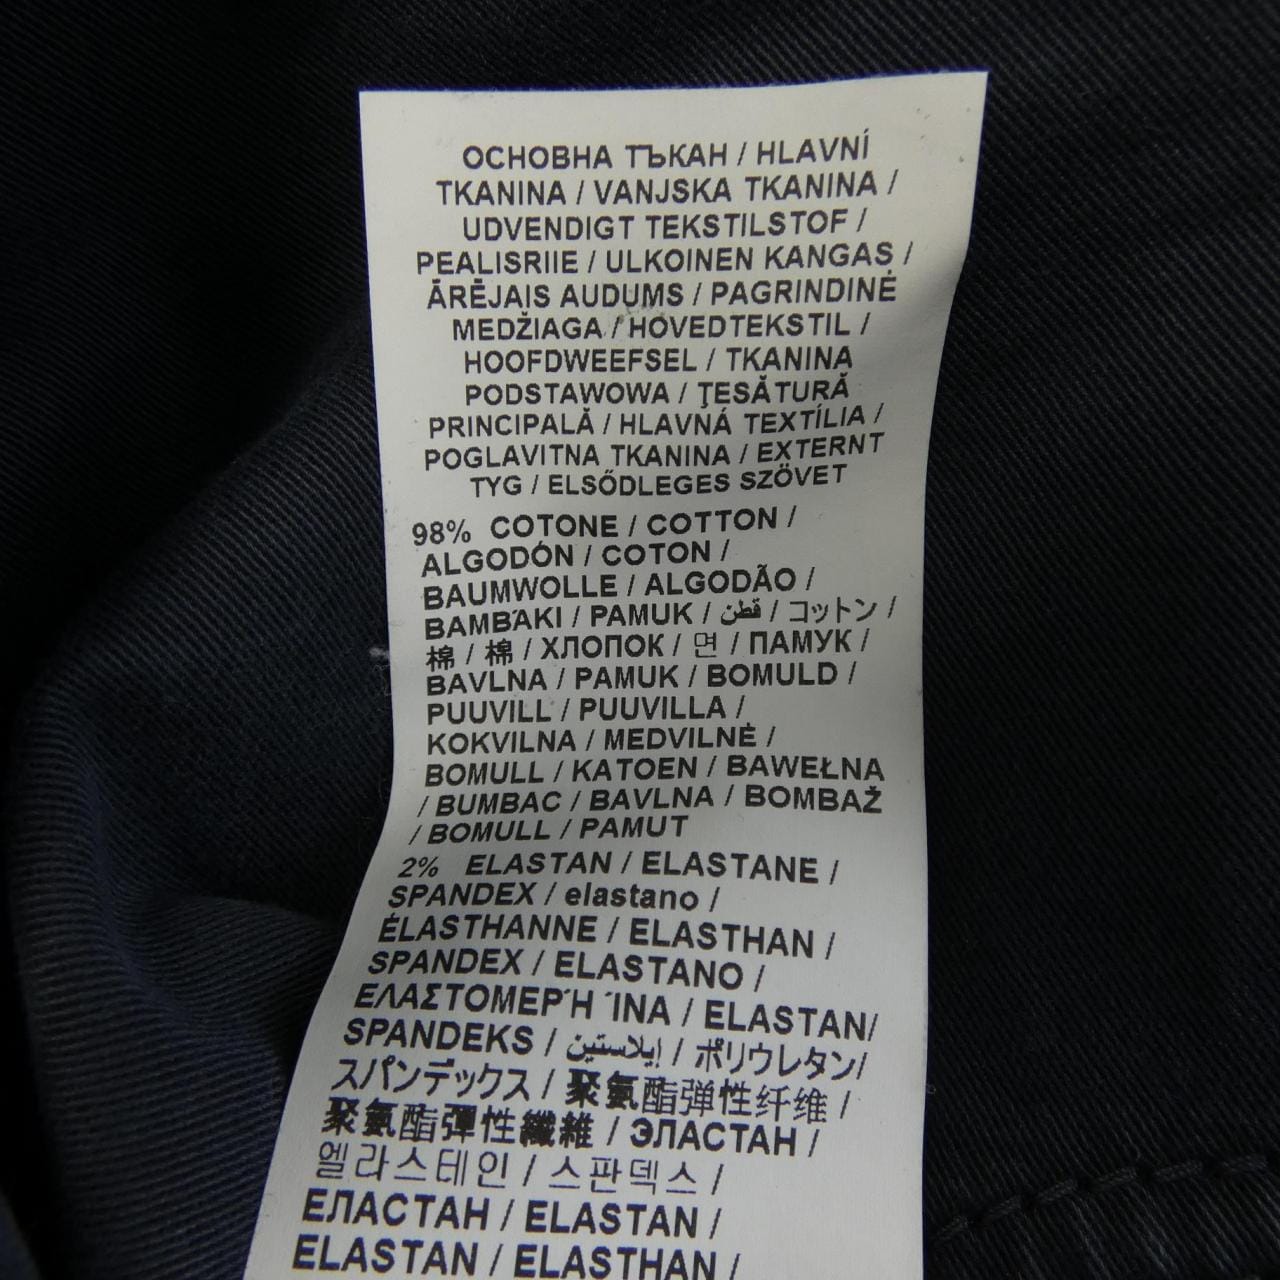 ОСНОВНА ТЪКАН / HLAVNÍ
TKANINA / VANJSKA TKANINA /
UDVENDIGT TEKSTILSTOF /
PEALISRIIE / ULKOINEN KANGAS /
ĀRĒJAIS AUDUMS / PAGRINDINĖ
MEDŽIAGA / HOVEDTEKSTIL /
HOOFDWEEFSEL / TKANINA
PODSTAWOWA / ŢESĂTURĂ
PRINCIPALĂ / HLAVNÁ TEXTÍLIA /
POGLAVITNA TKANINA / EXTERNT
TYG / ELSŐDLEGES SZÖVET
98% COTONE / COTTON /
ALGODÓN / COTON /
BAUMWOLLE / ALGODÃO /
ΒΑΜΒΆΚΙ / PAMUK / قطن / コットン /
棉 / 棉 / ХЛОПОК / 면 / ПАМУК /
BAVLNA / PAMUK / BOMULD /
PUUVILL / PUUVILLA /
KOKVILNA / MEDVILNĖ /
BOMULL / KATOEN / BAWEŁNA
/ BUMBAC / BAVLNA / BOMBAŽ
/ BOMULL / PAMUT
2% ELASTAN / ELASTANE /
SPANDEX / elastano /
ÉLASTHANNE / ELASTHAN /
SPANDEX / ELASTANO /
ΕΛΑΣΤΟΜΕΡΉ ΊΝΑ / ELASTAN/
SPANDEKS / إيلاستين / ポリウレタン/
スパンデックス / 聚氨酯弹性纤维 /
聚氨酯彈性纖維 / ЭЛАСТАН /
엘라스테인 / 스판덱스 /
ЕЛАСТАН / ELASTAN /
ELASTAN / ELASTHAN /